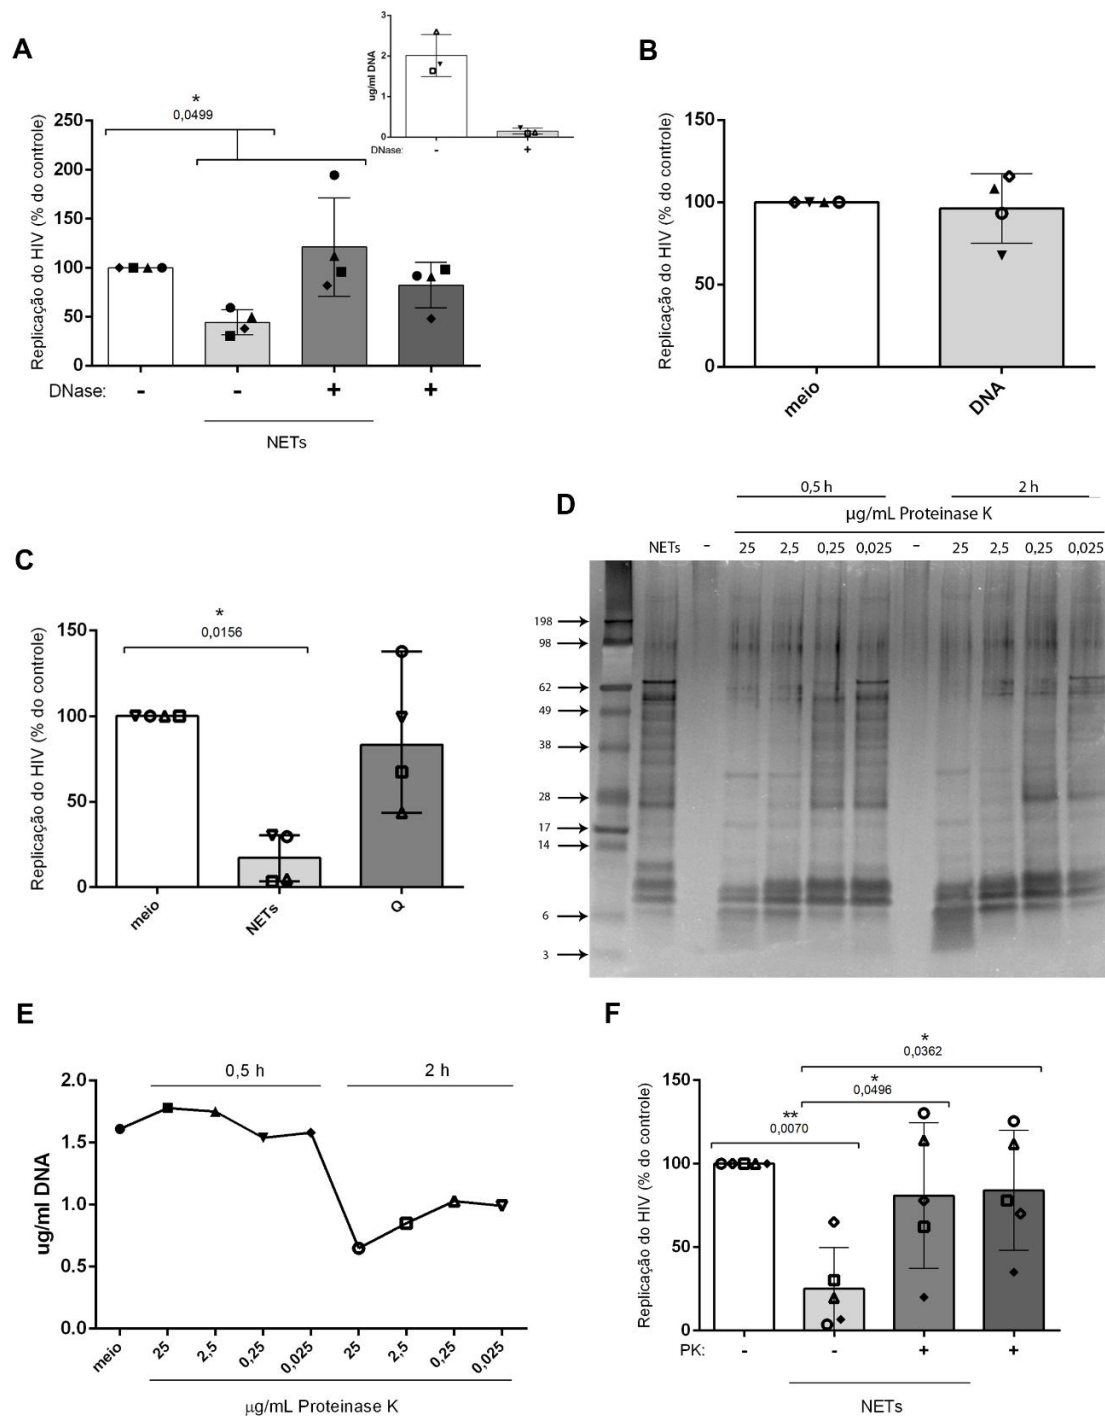 A
*
0,0499
Replicação do HIV (% do controle)
250
200
150
100
50
0
DNase:
-
-
+
+
NETs
ug/ml DNA
3
2
1
0
DNase:
-
+
B
Replicação do HIV (% do controle)
150
100
50
0
meio
DNA
C
*
0,0156
Replicação do HIV (% do controle)
150
100
50
0
meio
NETs
Q
D
0,5 h
2 h
µg/mL Proteinase K
NETs
-
25
2,5
0,25
0,025
-
25
2,5
0,25
0,025
198
98
62
49
38
28
17
14
6
3
E
0,5 h
2 h
ug/ml DNA
2.0
1.5
1.0
0.5
0.0
meio
25
2,5
0,25
0,025
25
2,5
0,25
0,025
µg/mL Proteinase K
F
*
0,0362
*
0,0496
**
0,0070
Replicação do HIV (% do controle)
150
100
50
0
PK:
-
-
+
+
NETs